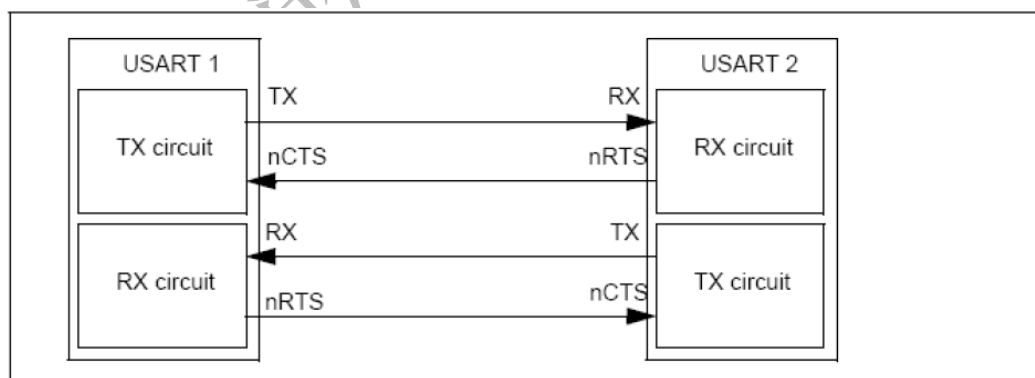 USART 1
USART 2
TX
RX
TX circuit
nCTS
nRTS
RX circuit
RX
TX
RX circuit
nRTS
nCTS
TX circuit